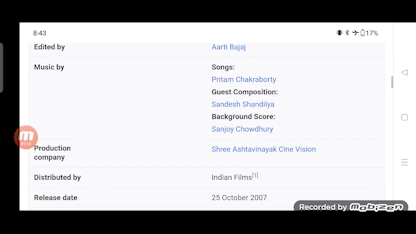 8:43
17%
Edited by Aarti Bajaj
Music by Songs:
Pritam Chakraborty
Guest Composition:
Sandesh Shandilya
Background Score:
Sanjoy Chowdhury
Production Shree Ashtavinayak Cine Vision
company
Distributed by Indian Films[1]
Release date 25 October 2007
Recorded by Mobizen